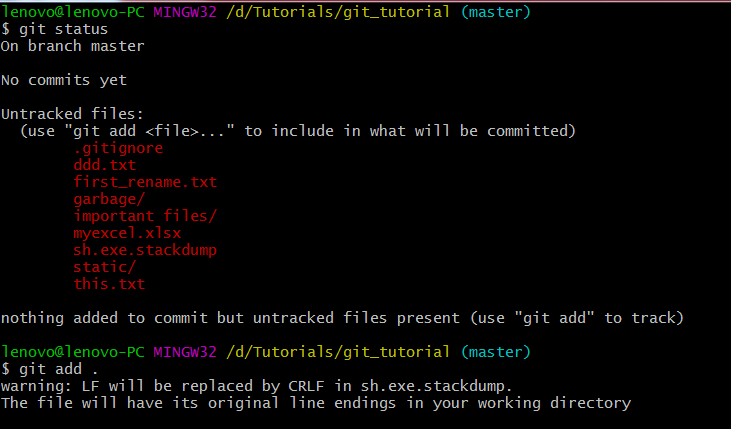 lenovo@lenovo-PC MINGW32 /d/Tutorials/git_tutorial (master)
$ git status
On branch master

No commits yet

Untracked files:
  (use "git add <file>..." to include in what will be committed)
        .gitignore
        ddd.txt
        first_rename.txt
        garbage/
        important files/
        myexcel.xlsx
        sh.exe.stackdump
        static/
        this.txt

nothing added to commit but untracked files present (use "git add" to track)

lenovo@lenovo-PC MINGW32 /d/Tutorials/git_tutorial (master)
$ git add .
warning: LF will be replaced by CRLF in sh.exe.stackdump.
The file will have its original line endings in your working directory